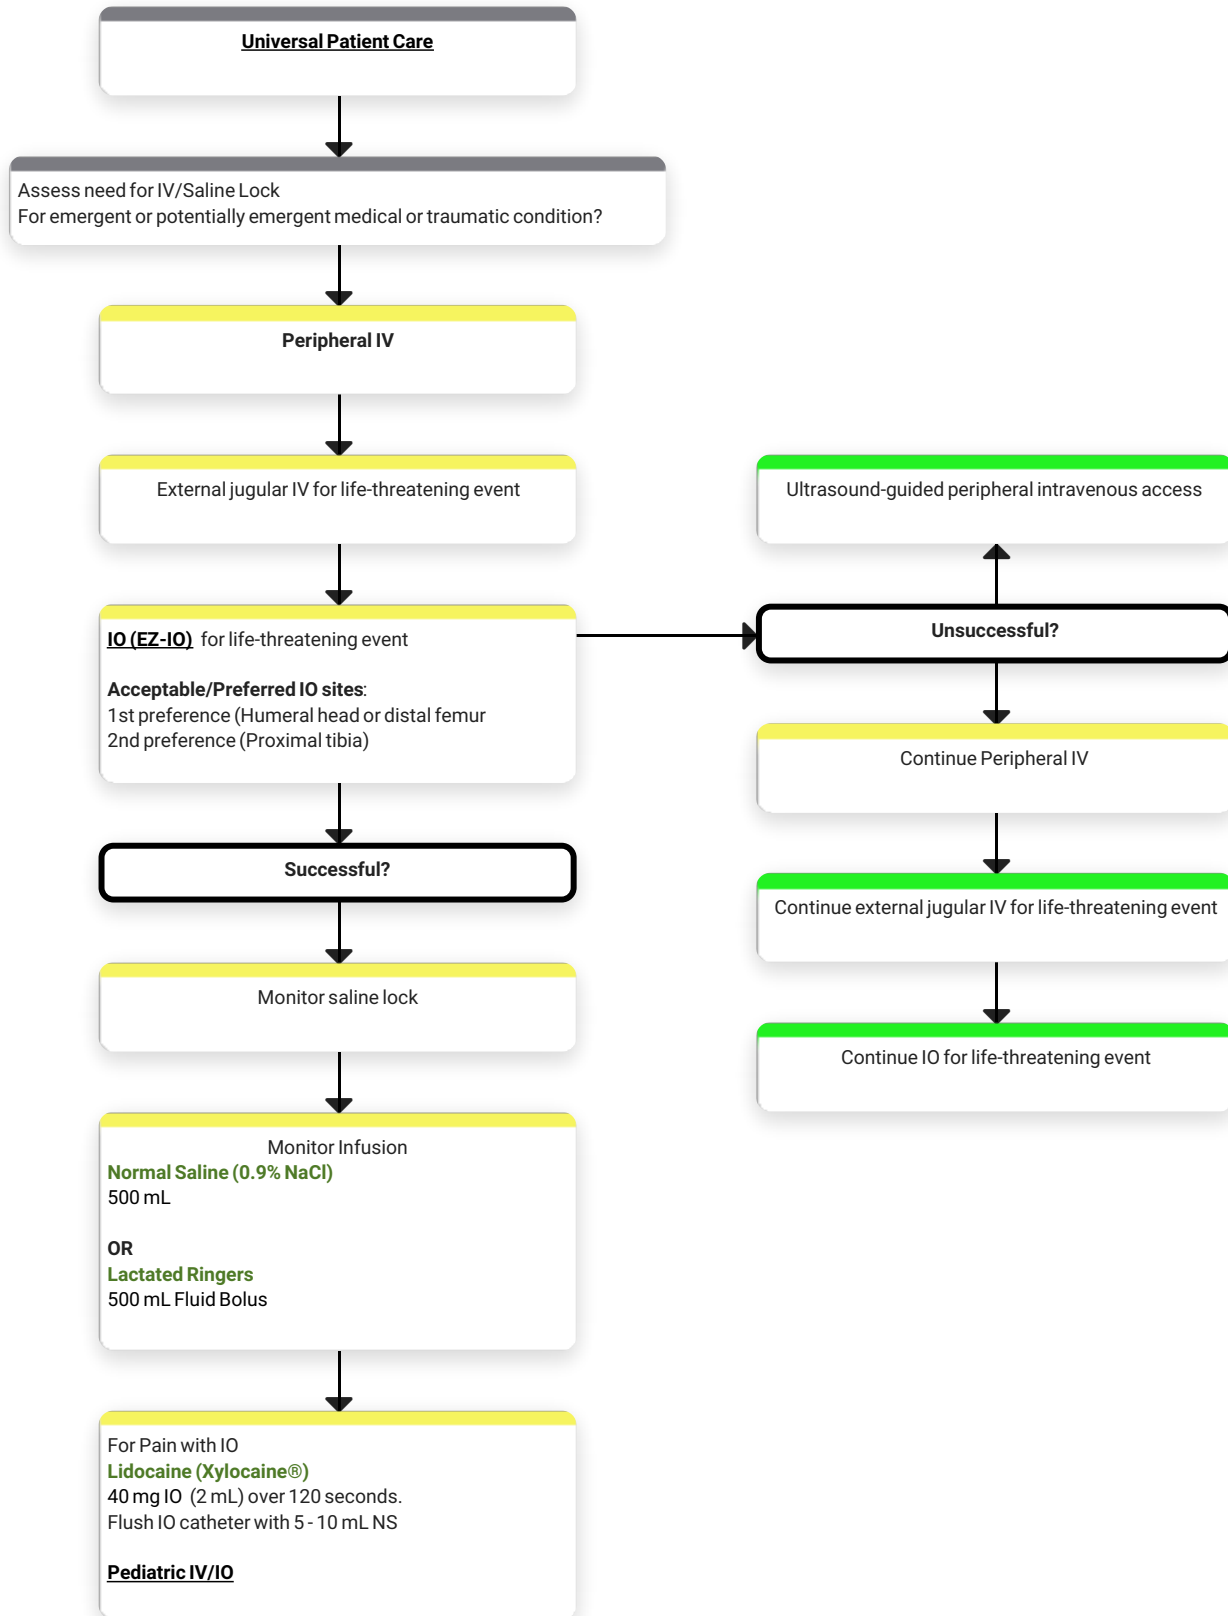 Universal Patient Care
Assess need for IV/Saline Lock
For emergent or potentially emergent medical or traumatic condition?
Peripheral IV
External jugular IV for life-threatening event
IO (EZ-IO) for life-threatening event
Acceptable/Preferred IO sites:
1st preference (Humeral head or distal femur
2nd preference (Proximal tibia)
Successful?
Monitor saline lock
Monitor Infusion
Normal Saline (0.9% NaCl)
500 mL
OR
Lactated Ringers
500 mL Fluid Bolus
For Pain with IO
Lidocaine (Xylocaine®)
40 mg IO (2 mL) over 120 seconds.
Flush IO catheter with 5 - 10 mL NS
Pediatric IV/IO
Ultrasound-guided peripheral intravenous access
Unsuccessful?
Continue Peripheral IV
Continue external jugular IV for life-threatening event
Continue IO for life-threatening event